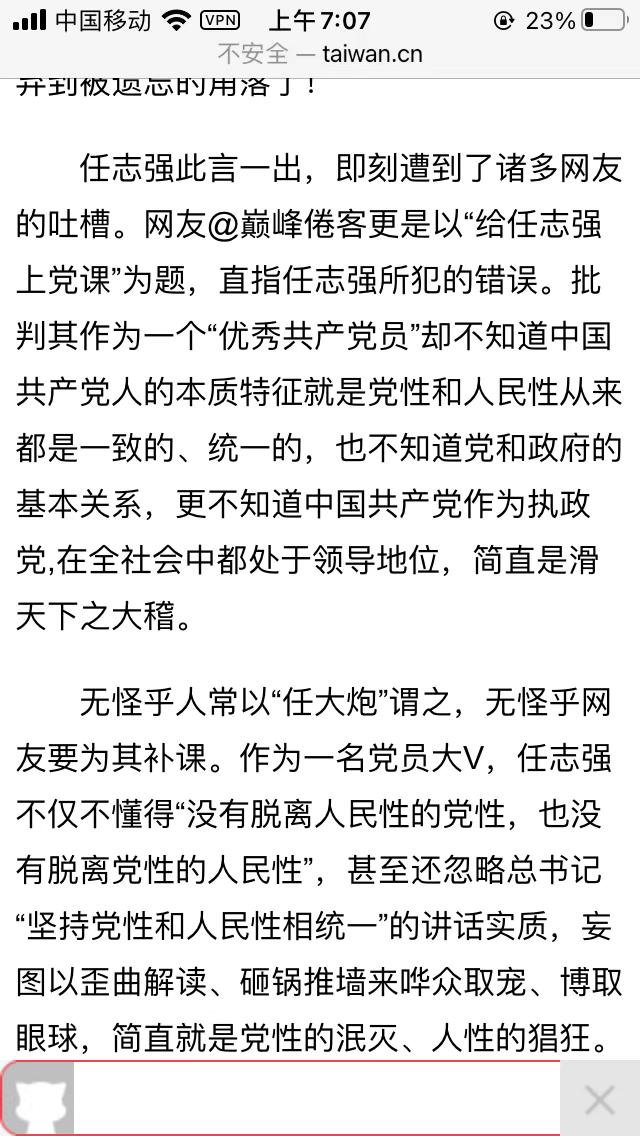 中国移动 VPN 上午7:07 23%
不安全 — taiwan.cn
弃到被遗忘的角落了！
任志强此言一出，即刻遭到了诸多网友
的吐槽。网友@巅峰倦客更是以“给任志强
上党课”为题，直指任志强所犯的错误。批
判其作为一个“优秀共产党员”却不知道中国
共产党人的本质特征就是党性和人民性从来
都是一致的、统一的，也不知道党和政府的
基本关系，更不知道中国共产党作为执政
党,在全社会中都处于领导地位，简直是滑
天下之大稽。
无怪乎人常以“任大炮”谓之，无怪乎网
友要为其补课。作为一名党员大V，任志强
不仅不懂得“没有脱离人民性的党性，也没
有脱离党性的人民性”，甚至还忽略总书记
“坚持党性和人民性相统一”的讲话实质，妄
图以歪曲解读、砸锅推墙来哗众取宠、博取
眼球，简直就是党性的泯灭、人性的猖狂。